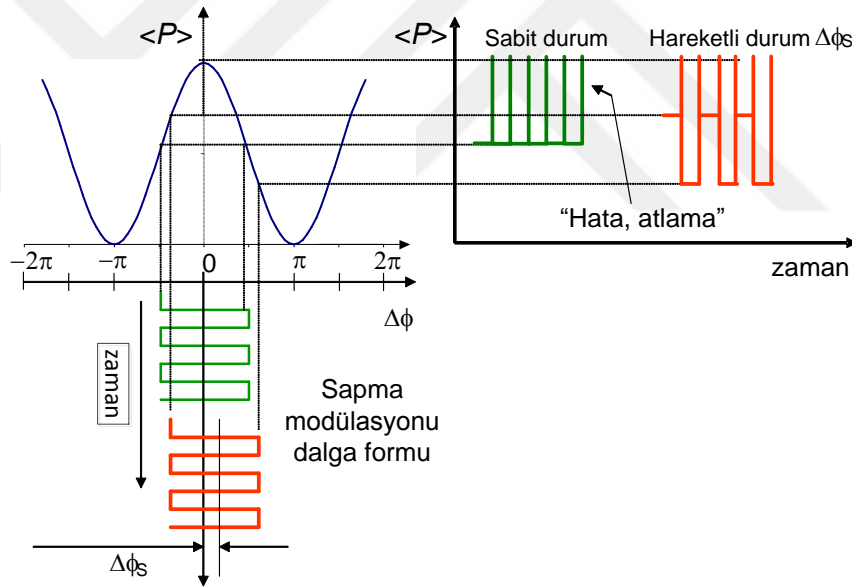 <P>
<P>
Sabit durum
Hareketli durum Δϕs
"Hata, atlama"
zaman
−2π
−π
0
π
2π
Δϕ
zaman
Sapma
modülasyonu
dalga formu
Δϕs